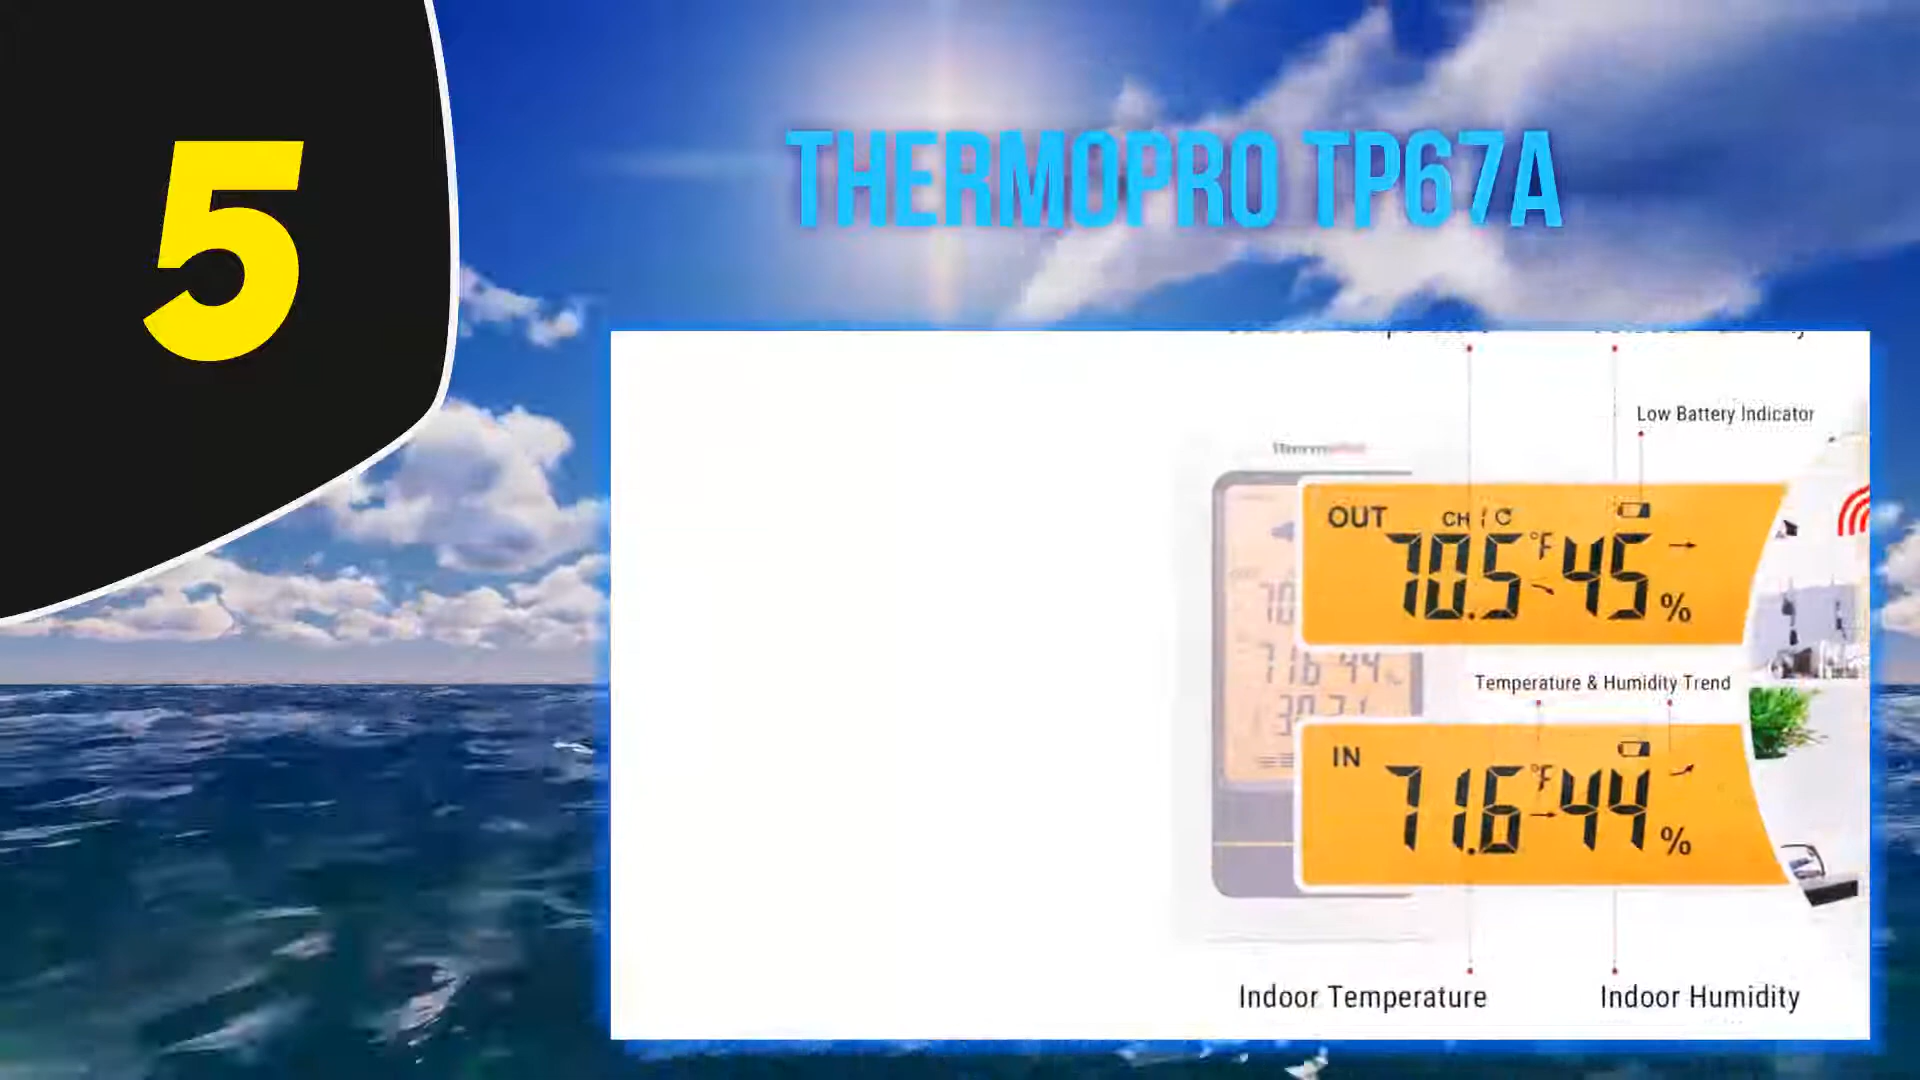 5
THERMOPRO TP67A
Low Battery Indicator
OUT
CH 1
70.5 °F 45 %
Temperature & Humidity Trend
IN
71.6 °F 44 %
Indoor Temperature
Indoor Humidity